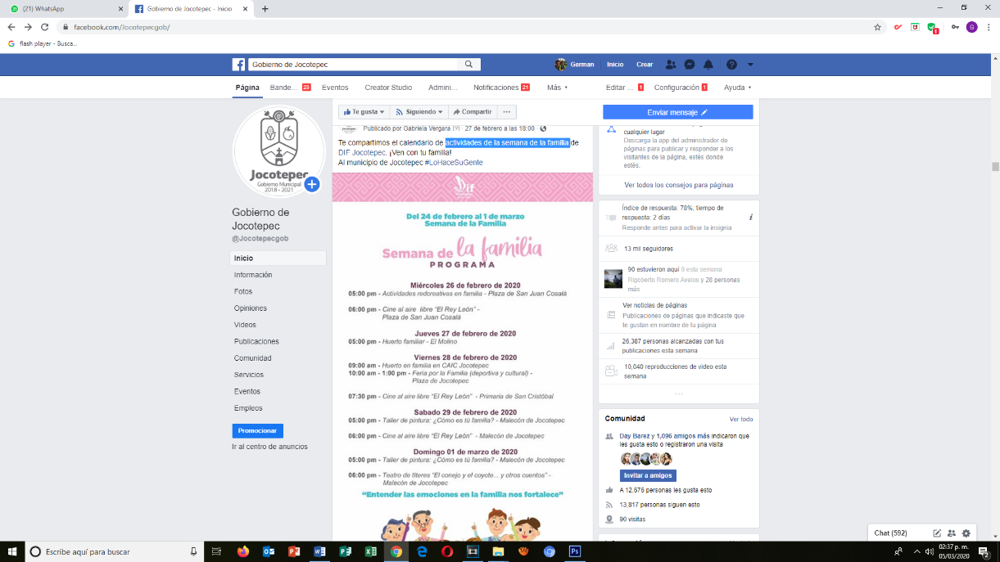 (21) WhatsApp
Gobierno de Jocotepec - Inicio
facebook.com/Jocotepecgob/
flash player - Busca...
Gobierno de Jocotepec
German
Inicio
Crear
Página
Bande... 23
Eventos
Creator Studio
Admini...
Notificaciones 21
Más
Editar ... 1
Configuración 1
Ayuda
Jocotepec
Gobierno Municipal
2018 - 2021
Gobierno de
Jocotepec
@Jocotepecgob
Inicio
Información
Fotos
Opiniones
Videos
Publicaciones
Comunidad
Servicios
Eventos
Empleos
Promocionar
Ir al centro de anuncios
Te gusta
Siguiendo
Compartir
Enviar mensaje
Publicado por Gabriela Vergara [?] · 27 de febrero a las 18:00 ·
Te compartimos el calendario de actividades de la semana de la familia de
DIF Jocotepec. ¡Ven con tu familia!
Al municipio de Jocotepec #LoHaceSuGente
Dif
Del 24 de febrero al 1 de marzo
Semana de la Familia
Semana de la familia
PROGRAMA
Miércoles 26 de febrero de 2020
05:00 pm - Actividades redcreativas en familia - Plaza de San Juan Cosalá
06:00 pm - Cine al aire libre "El Rey León" -
Plaza de San Juan Cosalá
Jueves 27 de febrero de 2020
05:00 pm - Huerto familiar - El Molino
Viernes 28 de febrero de 2020
09:00 am - Huerto en familia en CAIC Jocotepec
10:00 am - 1:00 pm - Feria por la Familia (deportiva y cultural) -
Plaza de Jocotepec
07:30 pm - Cine al aire libre "El Rey León" - Primaria de San Cristóbal
Sabado 29 de febrero de 2020
05:00 pm - Taller de pintura: ¿Cómo es tú familia? - Malecón de Jocotepec
06:00 pm - Cine al aire libre "El Rey León" - Malecón de Jocotepec
Domingo 01 de marzo de 2020
05:00 pm - Taller de pintura: ¿Cómo es tú familia? - Malecón de Jocotepec
06:00 pm - Teatro de títeres "El conejo y el coyote... y otros cuentos" -
Malecón de Jocotepec
"Entender las emociones en la familia nos fortalece"
cualquier lugar
Descarga la app del administrador de
páginas para publicar y responder a los
visitantes de la página, estés donde
estés.
Ver todos los consejos para páginas
Índice de respuesta: 78%; tiempo de
respuesta: 2 días
Responde antes para activar la insignia
13 mil seguidores
90 estuvieron aquí 0 esta semana
Rigoberto Romero Avalos y 28 personas
más
Ver noticias de páginas
Publicaciones de páginas que indicaste que
te gustan en nombre de tu página
26,387 personas alcanzadas con tus
publicaciones esta semana
10,040 reproducciones de video esta
semana
Comunidad
Ver todo
Day Barez y 1,096 amigos más indicaron que
les gusta esto o registraron una visita
Invitar a amigos
A 12,676 personas les gusta esto
13,817 personas siguen esto
90 visitas
Chat (592)
Escribe aquí para buscar
02:37 p. m.
05/03/2020
2